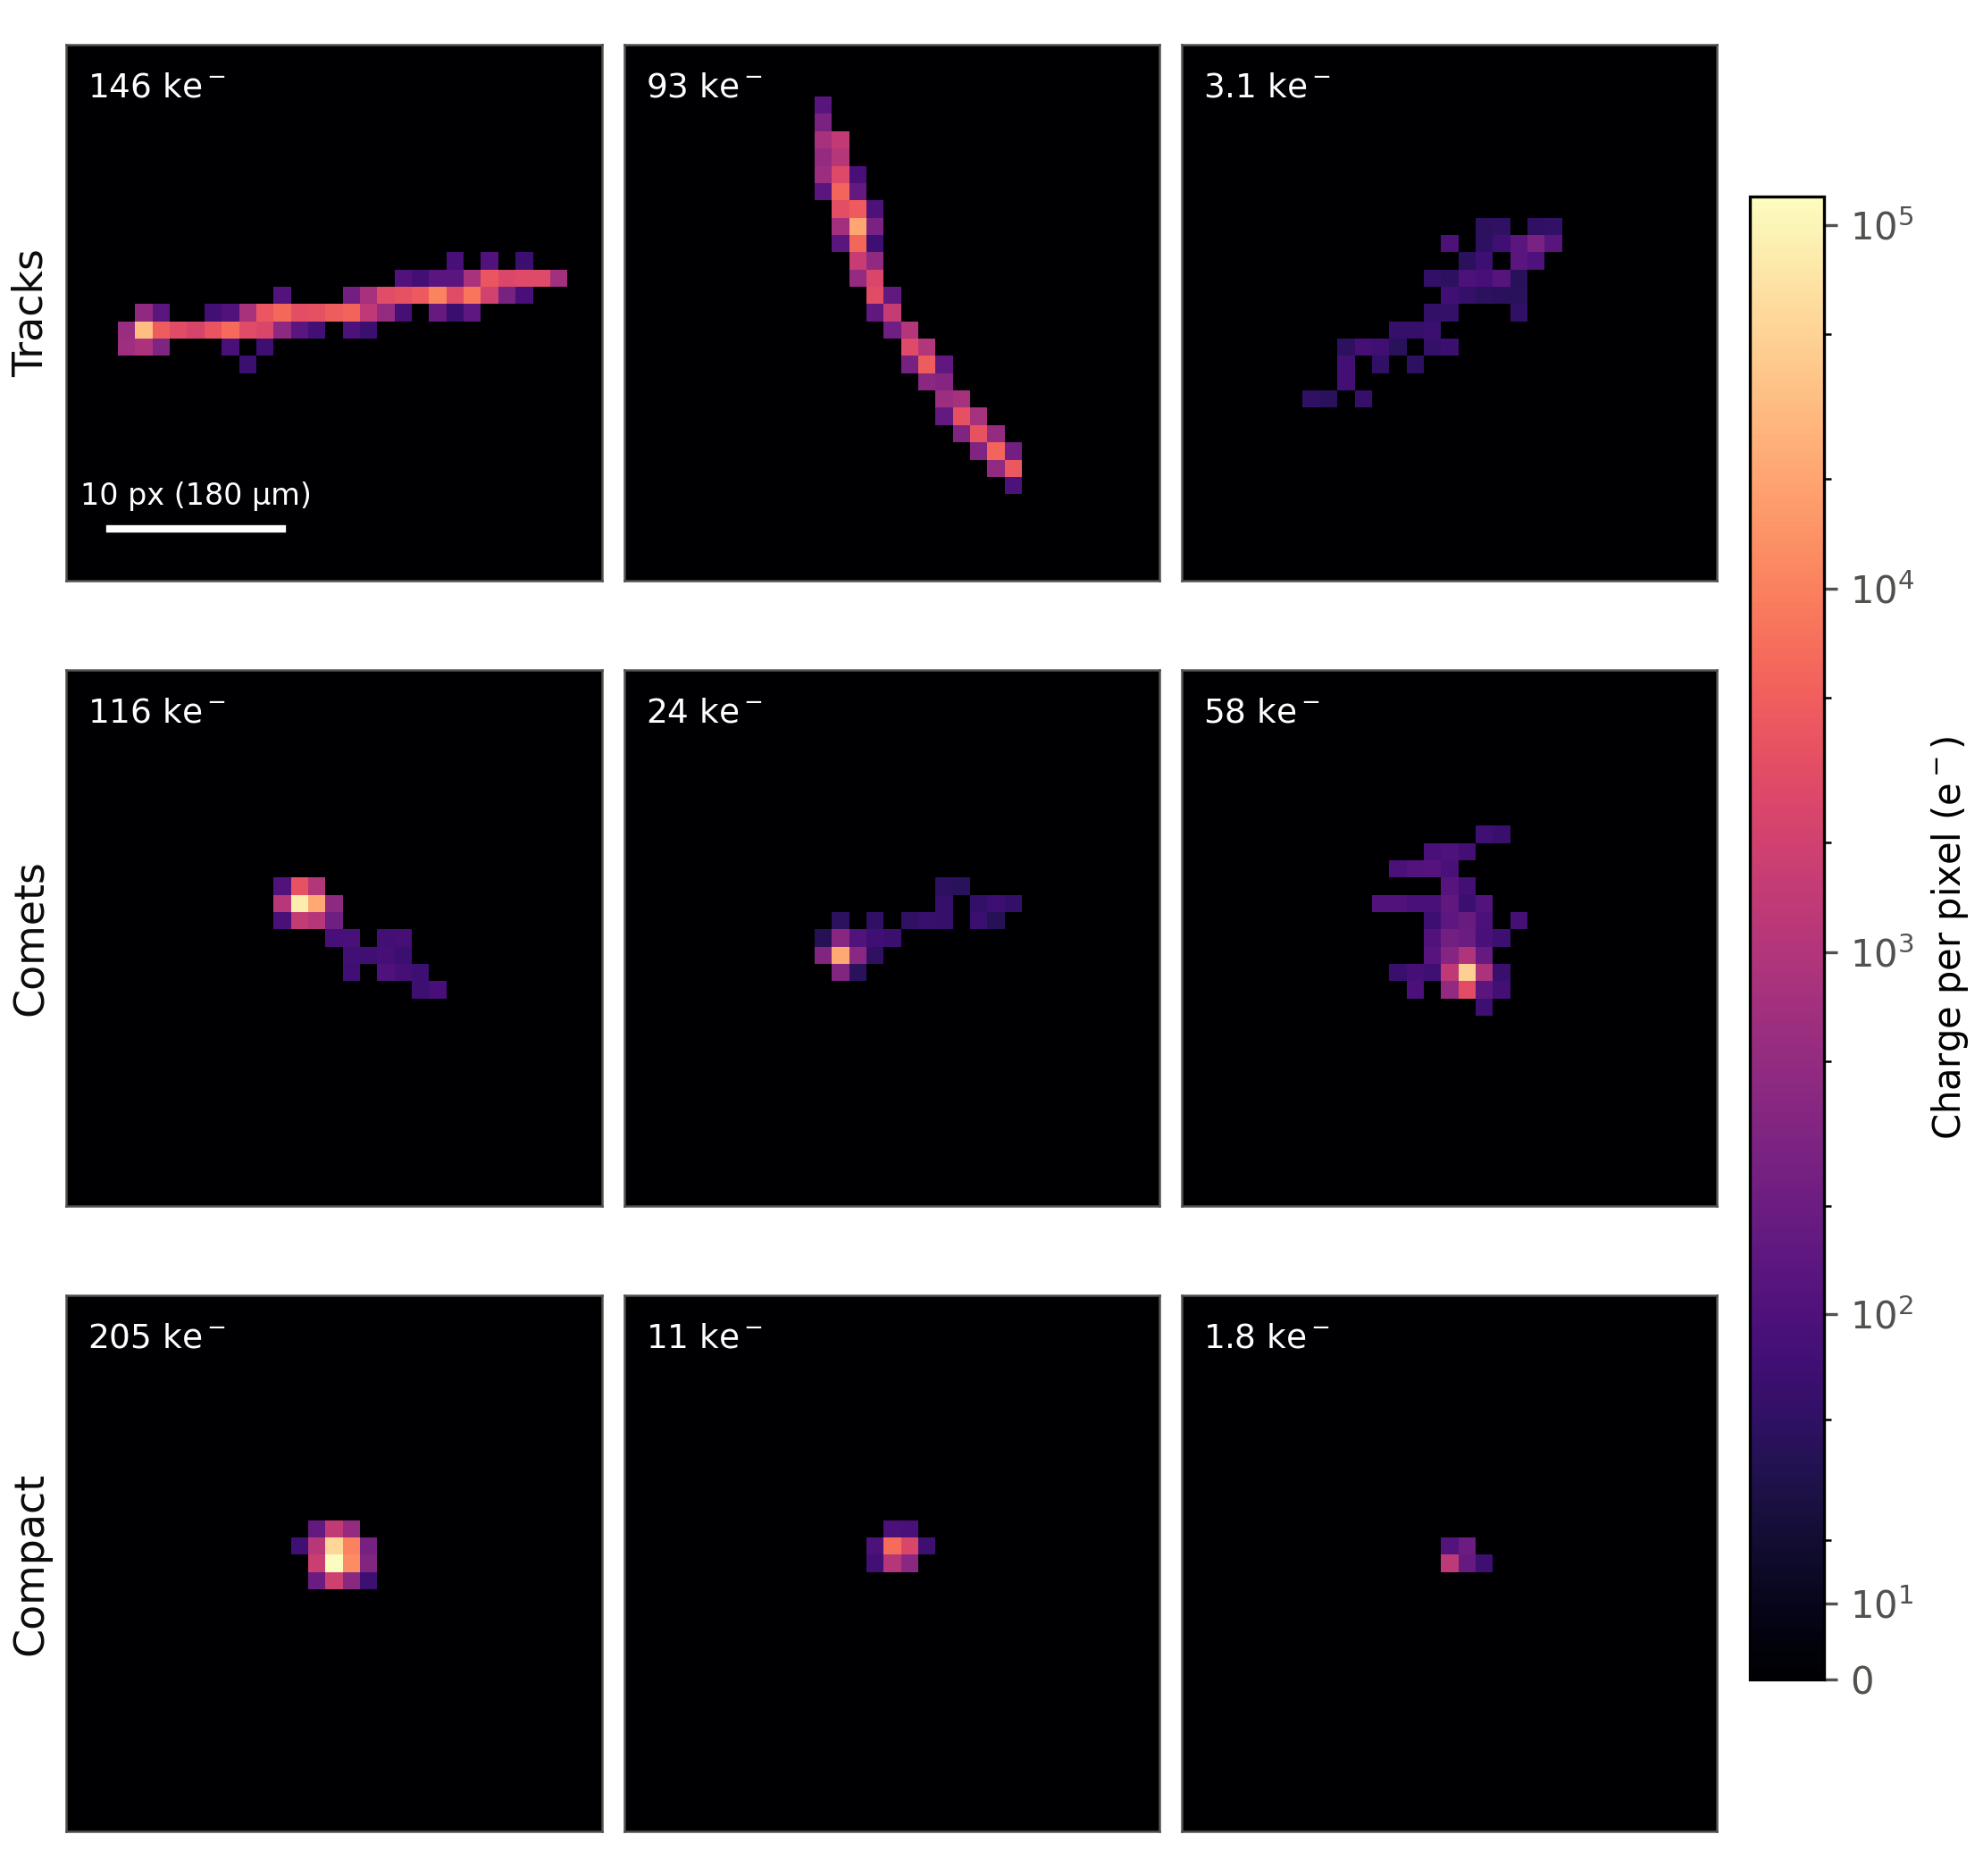 Tracks
146 ke⁻
93 ke⁻
3.1 ke⁻
10 px (180 µm)
Comets
116 ke⁻
24 ke⁻
58 ke⁻
Compact
205 ke⁻
11 ke⁻
1.8 ke⁻
10⁵
10⁴
10³
10²
10¹
0
Charge per pixel (e⁻)